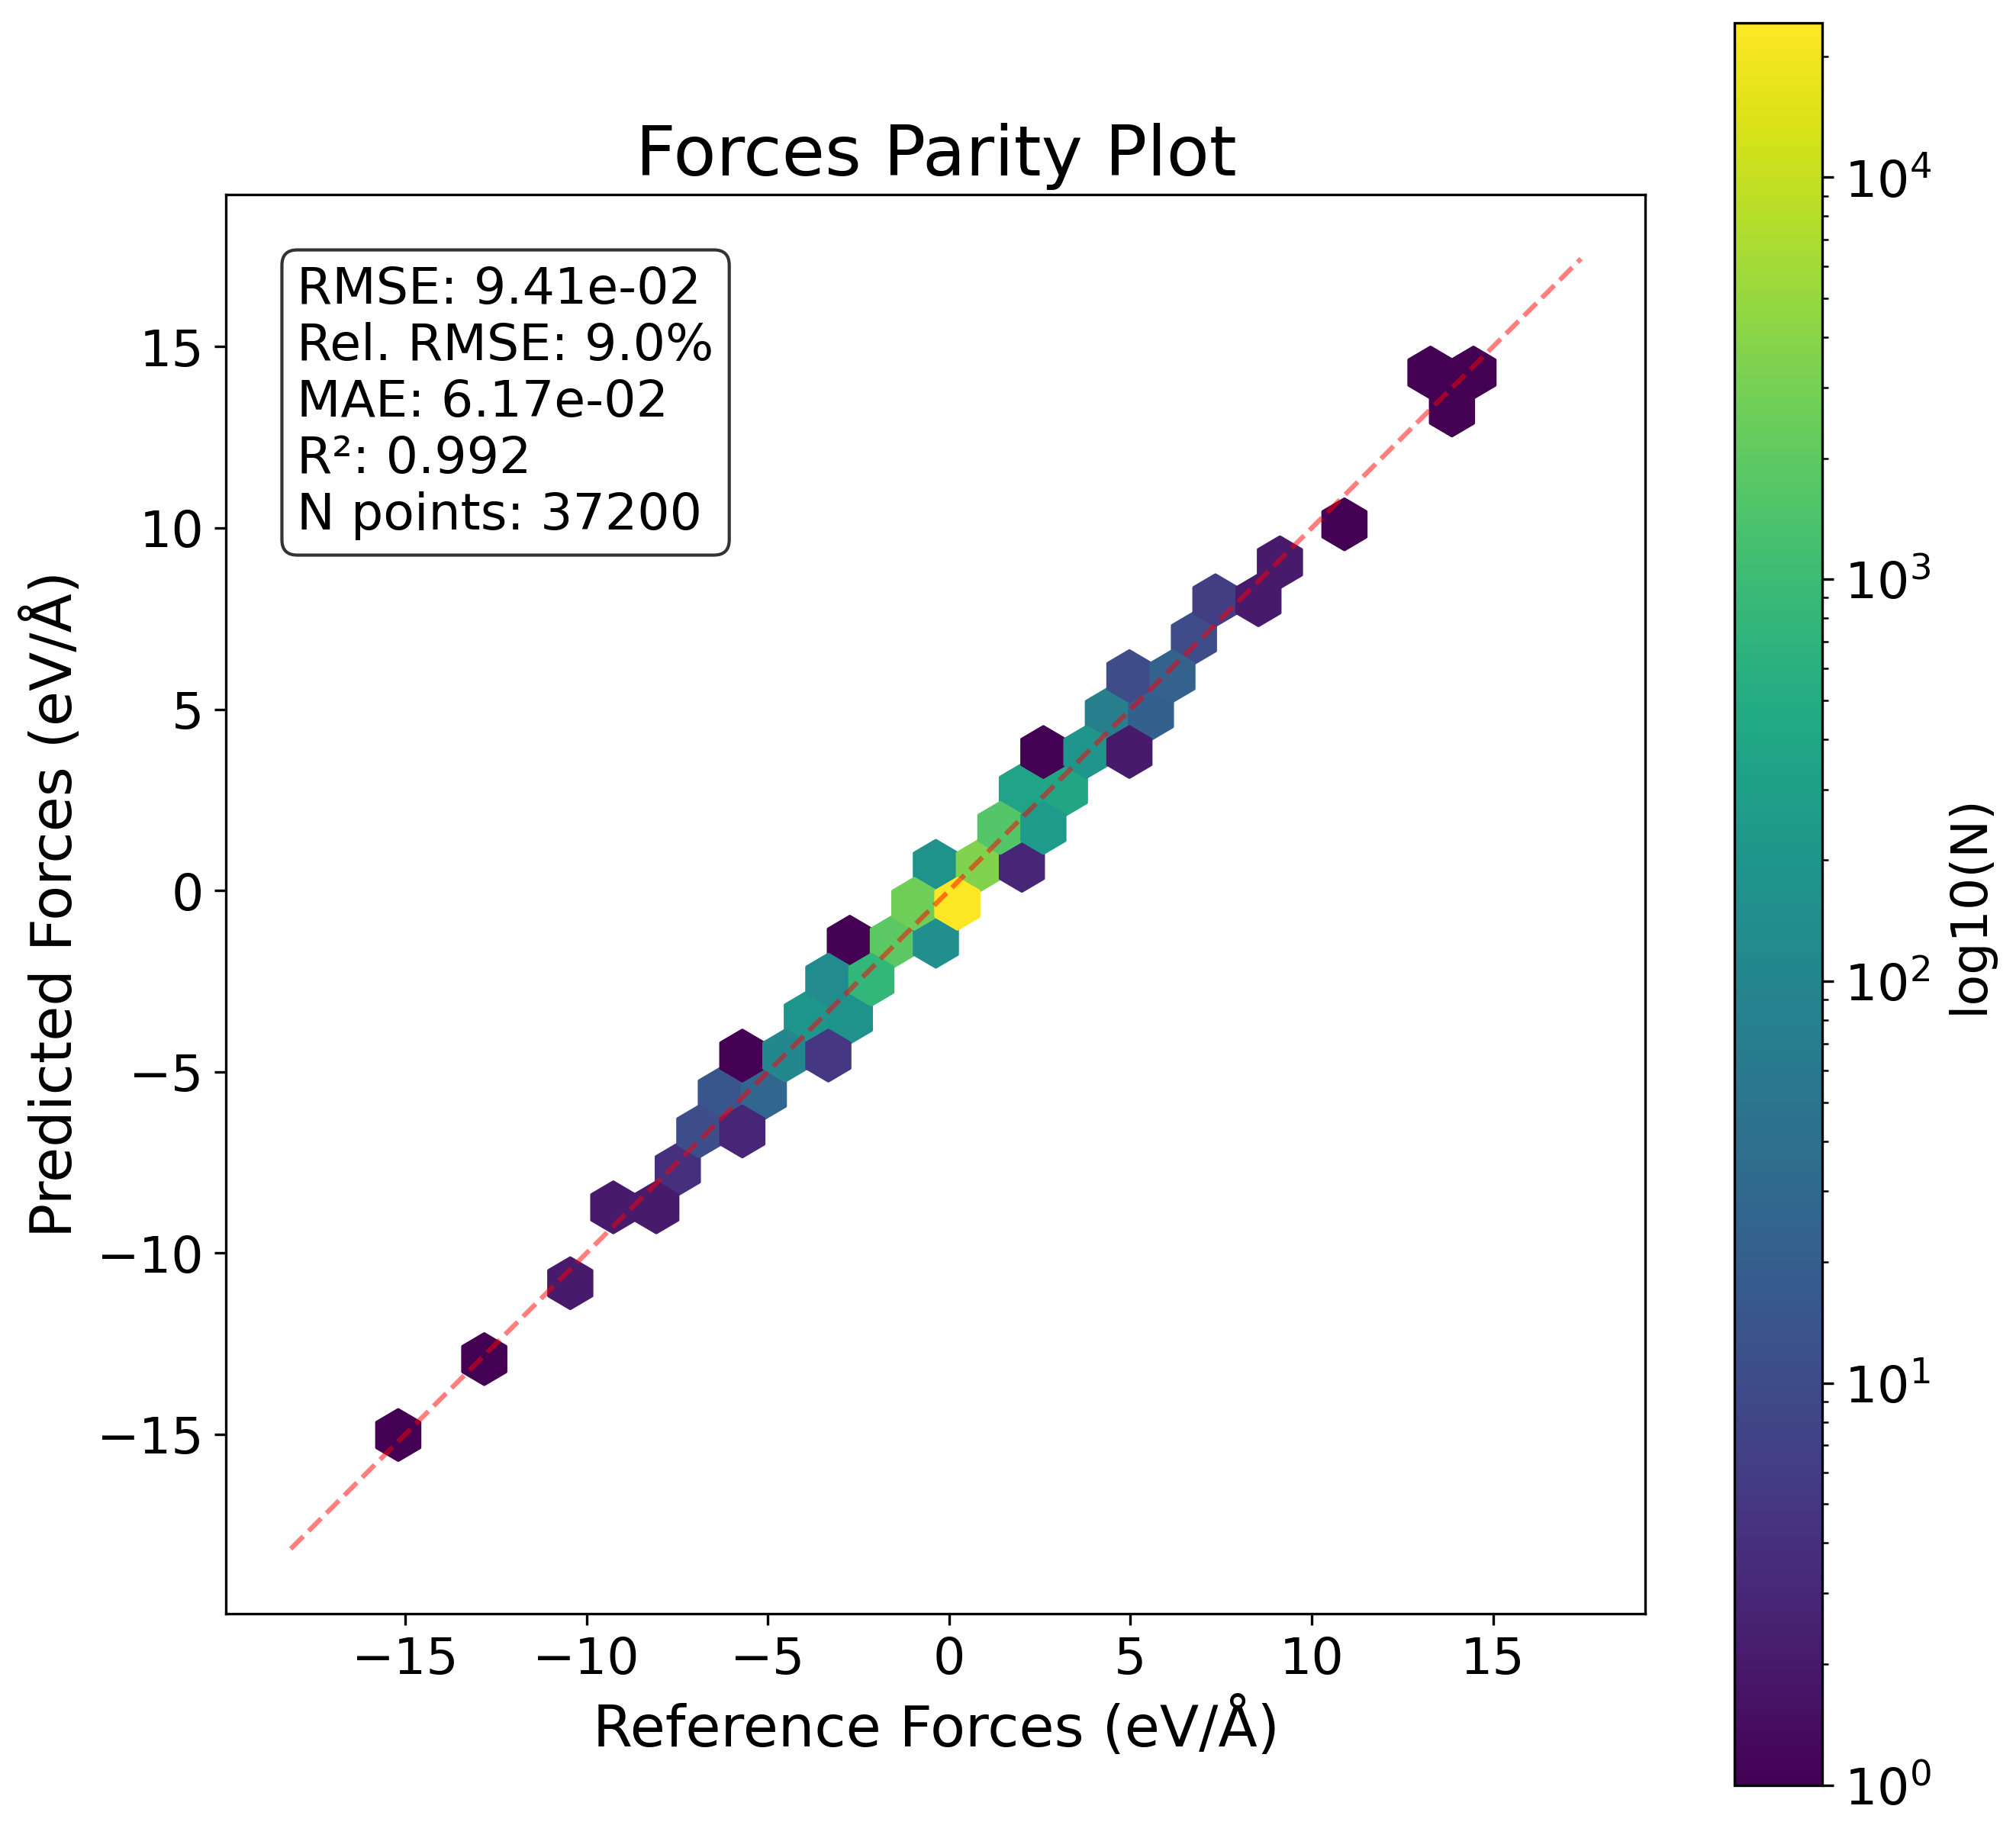 Forces Parity Plot
RMSE: 9.41e-02
Rel. RMSE: 9.0%
MAE: 6.17e-02
R²: 0.992
N points: 37200
Predicted Forces (eV/Å)
15
10
5
0
−5
−10
−15
−15
−10
−5
0
5
10
15
Reference Forces (eV/Å)
10⁴
10³
10²
10¹
10⁰
log10(N)